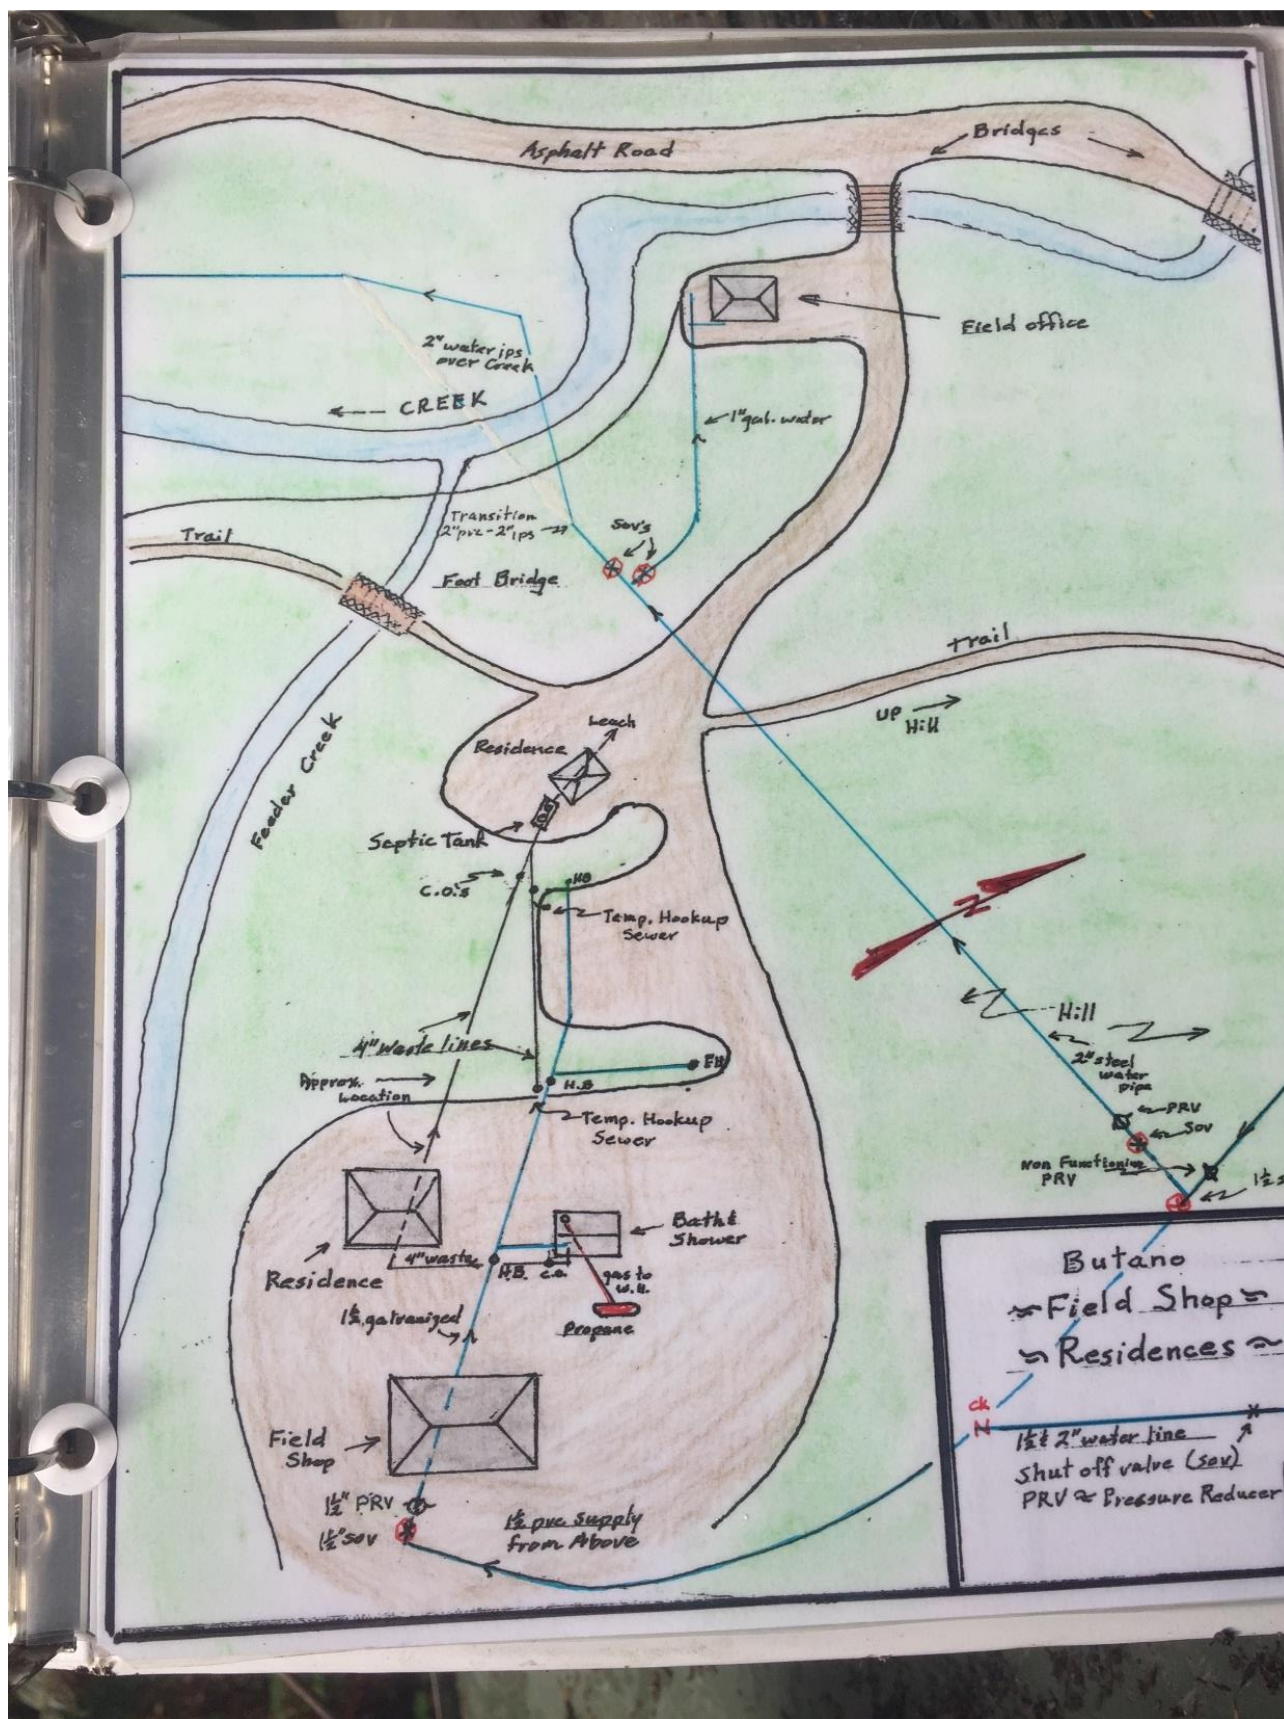 Asphalt Road
Bridges
Field office
2" water ips
over Creek
CREEK
1" gal. water
Transition
2" pvc - 2" ips
Sov's
Trail
Foot Bridge
Trail
UP
Hill
Leach
Residence
Feeder Creek
Septic Tank
C.O.'s
HB
Temp. Hookup
Sewer
N
Hill
4" waste lines
2" steel
water
pipe
FH
Approx.
Location
H.B
Temp. Hookup
Sewer
PRV
SOV
Non Functioning
PRV
1½
Bath &
Shower
4" waste
H.B.
C.O.
gas to
W.H.
Residence
Propane
1½ galvanized
Butano
Field Shop
Residences
Field
Shop
ck
N
1½ & 2" water line
Shut off valve (sov)
PRV ≈ Pressure Reducer
1½" PRV
1½" SOV
1½ pvc Supply
from Above